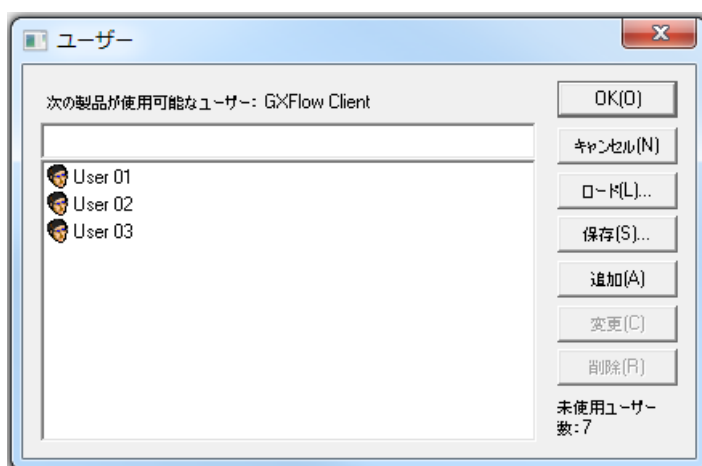 ユーザー
次の製品が使用可能なユーザー: GXFlow Client
User 01
User 02
User 03
OK(O)
キャンセル(N)
ロード(L)...
保存(S)...
追加(A)
変更(C)
削除(R)
未使用ユーザー
数:7